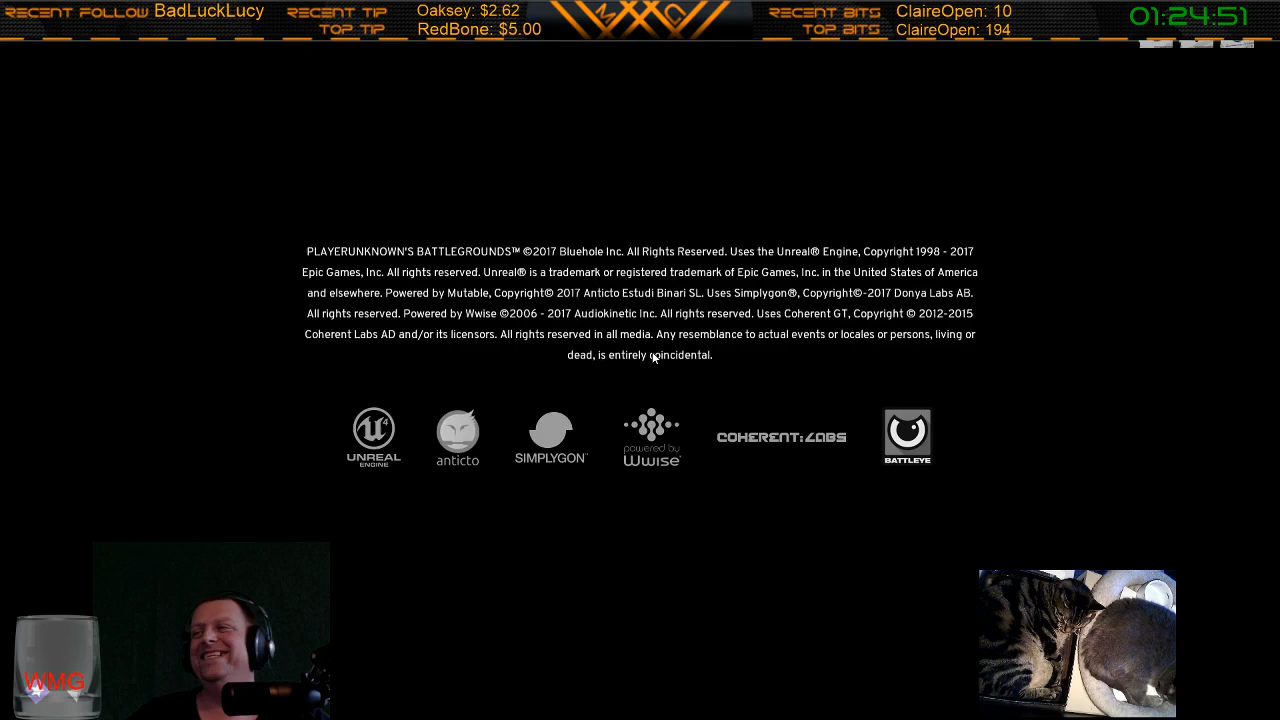 RECENT FOLLOW BadLuckLucy
RECENT TIP Oaksey: $2.62
TOP TIP RedBone: $5.00
RECENT BITS ClaireOpen: 10
TOP BITS ClaireOpen: 194
01:24:51
PLAYERUNKNOWN'S BATTLEGROUNDS™ ©2017 Bluehole Inc. All Rights Reserved. Uses the Unreal® Engine, Copyright 1998 - 2017
Epic Games, Inc. All rights reserved. Unreal® is a trademark or registered trademark of Epic Games, Inc. in the United States of America
and elsewhere. Powered by Mutable, Copyright© 2017 Anticto Estudi Binari SL. Uses Simplygon®, Copyright©-2017 Donya Labs AB.
All rights reserved. Powered by Wwise ©2006 - 2017 Audiokinetic Inc. All rights reserved. Uses Coherent GT, Copyright © 2012-2015
Coherent Labs AD and/or its licensors. All rights reserved in all media. Any resemblance to actual events or locales or persons, living or
dead, is entirely coincidental.
UNREAL
ENGINE
anticto
SIMPLYGON™
powered by
Wwise
COHERENT:LABS
BATTLEYE
WMG